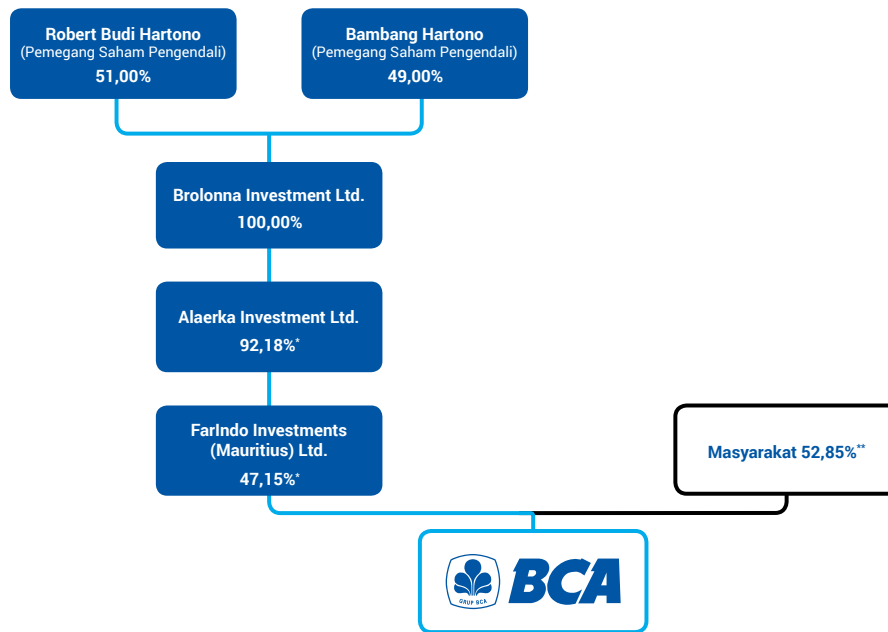 Robert Budi Hartono
(Pemegang Saham Pengendali)
51,00%
Bambang Hartono
(Pemegang Saham Pengendali)
49,00%
Brolonna Investment Ltd.
100,00%
Alaerka Investment Ltd.
92,18%*
FarIndo Investments
(Mauritius) Ltd.
47,15%*
Masyarakat 52,85%**
GRUP BCA
BCA